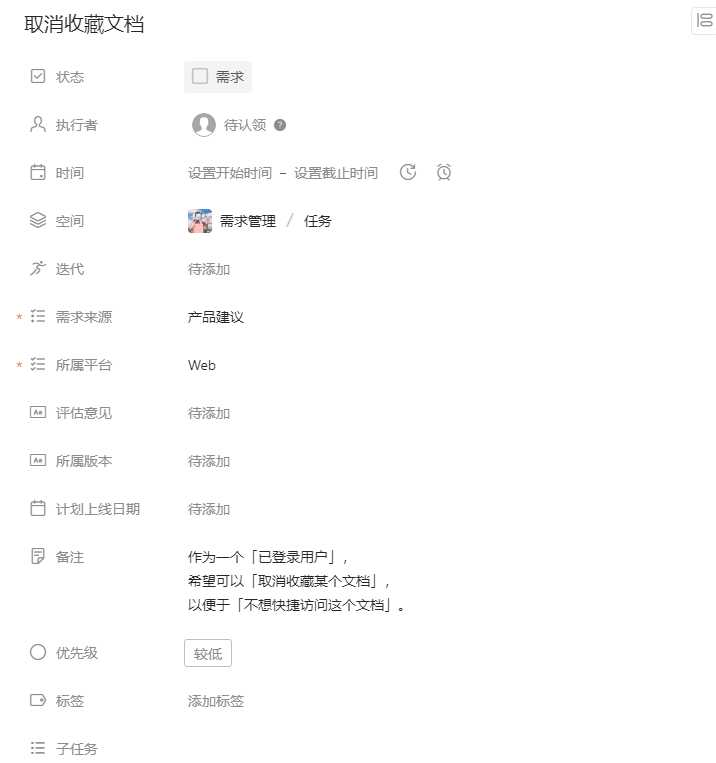 取消收藏文档
状态 需求
执行者 待认领 ?
时间 设置开始时间 – 设置截止时间
空间 需求管理 / 任务
迭代 待添加
* 需求来源 产品建议
* 所属平台 Web
评估意见 待添加
所属版本 待添加
计划上线日期 待添加
备注 作为一个「已登录用户」，
希望可以「取消收藏某个文档」，
以便于「不想快捷访问这个文档」。
优先级 较低
标签 添加标签
子任务